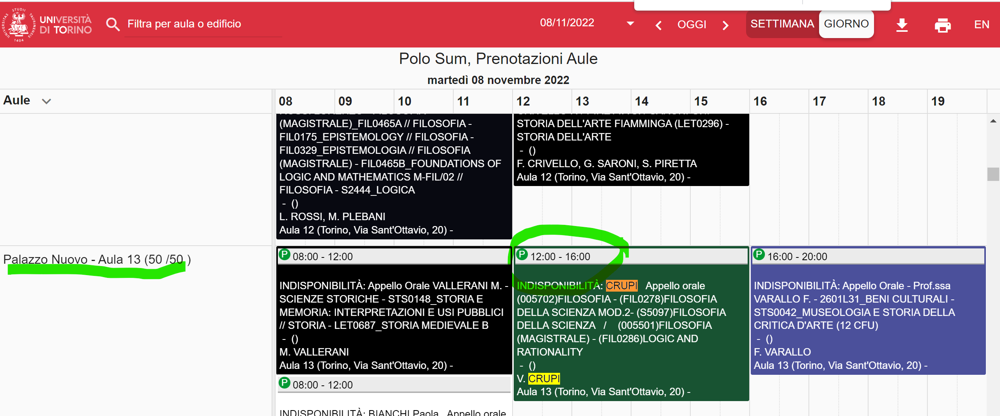 STUDII
UNIVERSITAS
TAURINENSIS
1404
UNIVERSITÀ
DI TORINO
Filtra per aula o edificio
08/11/2022
OGGI
SETTIMANA
GIORNO
EN
Polo Sum, Prenotazioni Aule
martedì 08 novembre 2022
Aule
08 09 10 11 12 13 14 15 16 17 18 19
(MAGISTRALE)_FIL0465A // FILOSOFIA -
FIL0175_EPISTEMOLOGY // FILOSOFIA -
FIL0329_EPISTEMOLOGIA // FILOSOFIA
(MAGISTRALE) - FIL0465B_FOUNDATIONS OF
LOGIC AND MATHEMATICS M-FIL/02 //
FILOSOFIA - S2444_LOGICA
- ()
L. ROSSI, M. PLEBANI
Aula 12 (Torino, Via Sant'Ottavio, 20) -
STORIA DELL'ARTE FIAMMINGA (LET0296) -
STORIA DELL'ARTE
- ()
F. CRIVELLO, G. SARONI, S. PIRETTA
Aula 12 (Torino, Via Sant'Ottavio, 20) -
Palazzo Nuovo - Aula 13 (50 /50 )
P 08:00 - 12:00
INDISPONIBILITÀ: Appello Orale VALLERANI M. -
SCIENZE STORICHE - STS0148_STORIA E
MEMORIA: INTERPRETAZIONI E USI PUBBLICI
// STORIA - LET0687_STORIA MEDIEVALE B
- ()
M. VALLERANI
Aula 13 (Torino, Via Sant'Ottavio, 20) -
P 08:00 - 12:00
INDISPONIBILITÀ: BIANCHI Paola Appello orale
P 12:00 - 16:00
INDISPONIBILITÀ: CRUPI Appello orale
(005702)FILOSOFIA - (FIL0278)FILOSOFIA
DELLA SCIENZA MOD.2- (S5097)FILOSOFIA
DELLA SCIENZA / (005501)FILOSOFIA
(MAGISTRALE) - (FIL0286)LOGIC AND
RATIONALITY
- ()
V. CRUPI
Aula 13 (Torino, Via Sant'Ottavio, 20) -
P 16:00 - 20:00
INDISPONIBILITÀ: Appello Orale - Prof.ssa
VARALLO F. - 2601L31_BENI CULTURALI -
STS0042_MUSEOLOGIA E STORIA DELLA
CRITICA D'ARTE (12 CFU)
- ()
F. VARALLO
Aula 13 (Torino, Via Sant'Ottavio, 20) -